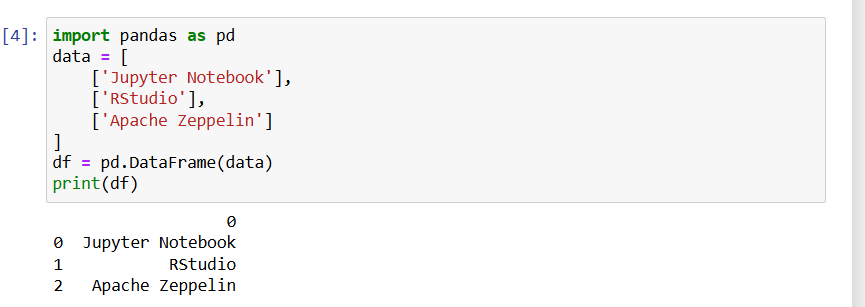 [4]: import pandas as pd
data = [
    ['Jupyter Notebook'],
    ['RStudio'],
    ['Apache Zeppelin']
]
df = pd.DataFrame(data)
print(df)
                  0
0  Jupyter Notebook
1           RStudio
2   Apache Zeppelin